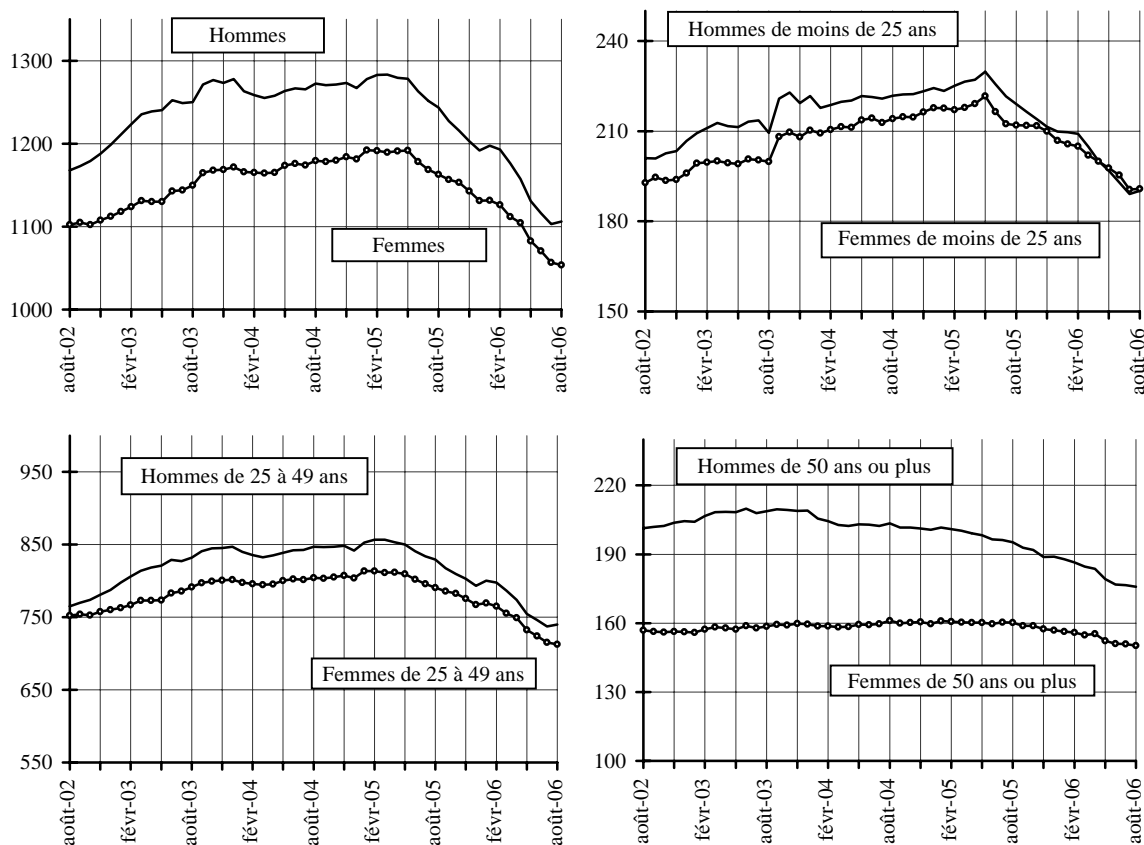 Hommes
1300
1200
1100
1000
Femmes
août-02
févr-03
août-03
févr-04
août-04
févr-05
août-05
févr-06
août-06
Hommes de moins de 25 ans
240
210
180
150
Femmes de moins de 25 ans
août-02
févr-03
août-03
févr-04
août-04
févr-05
août-05
févr-06
août-06
Hommes de 25 à 49 ans
950
850
750
650
550
Femmes de 25 à 49 ans
août-02
févr-03
août-03
févr-04
août-04
févr-05
août-05
févr-06
août-06
Hommes de 50 ans ou plus
220
190
160
130
100
Femmes de 50 ans ou plus
août-02
févr-03
août-03
févr-04
août-04
févr-05
août-05
févr-06
août-06